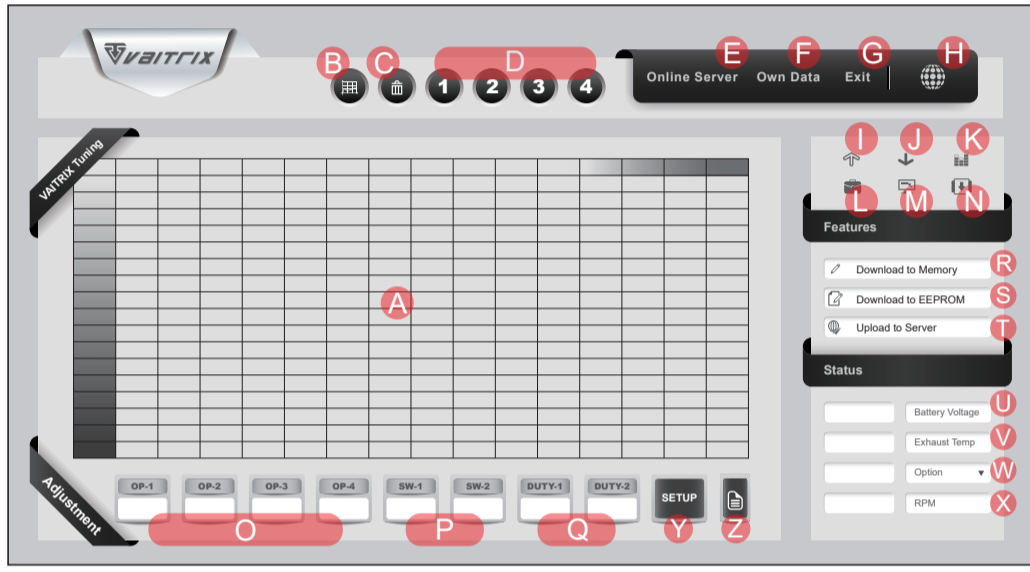 VAITRIX
B
C
D
1
2
3
4
E
F
G
H
Online Server
Own Data
Exit
VAITRIX Tuning
A
I
J
K
L
M
N
Features
Download to Memory
R
Download to EEPROM
S
Upload to Server
T
Status
Battery Voltage
U
Exhaust Temp
V
Option
W
RPM
X
Adjustment
OP-1
OP-2
OP-3
OP-4
SW-1
SW-2
DUTY-1
DUTY-2
SETUP
O
P
Q
Y
Z